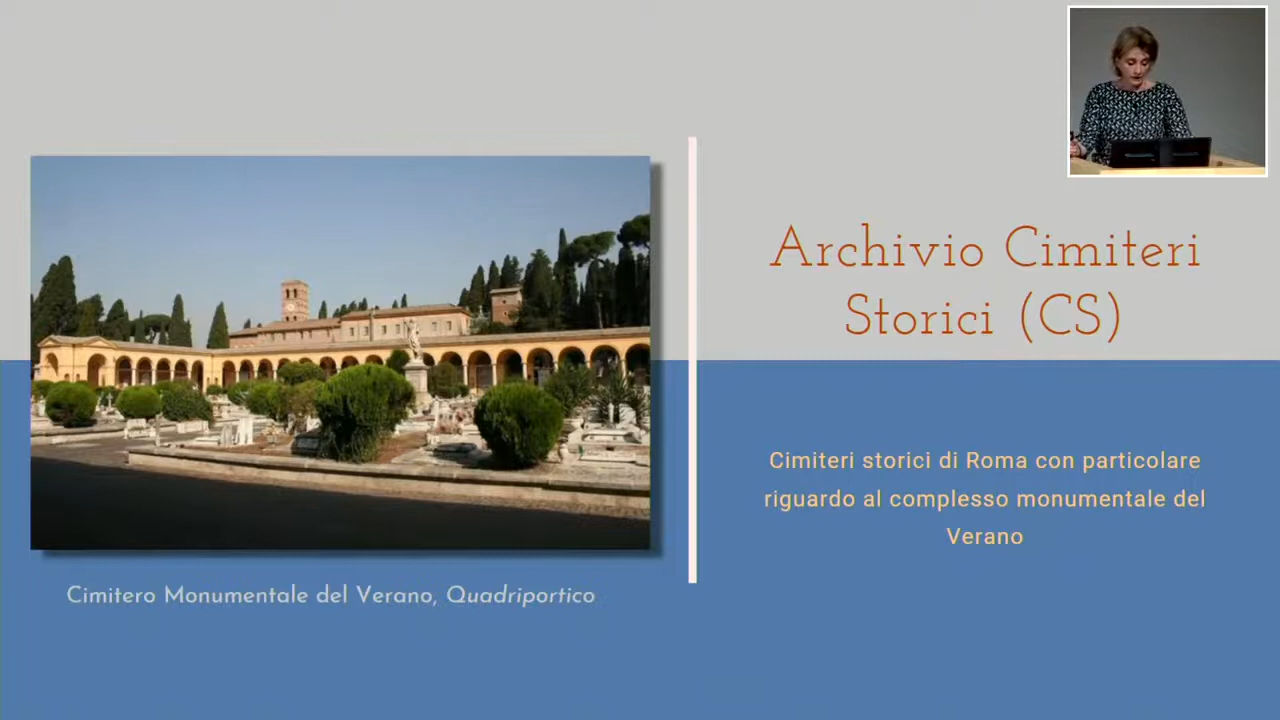 Archivio Cimiteri
Storici (CS)
Cimiteri storici di Roma con particolare
riguardo al complesso monumentale del
Verano
Cimitero Monumentale del Verano, Quadriportico